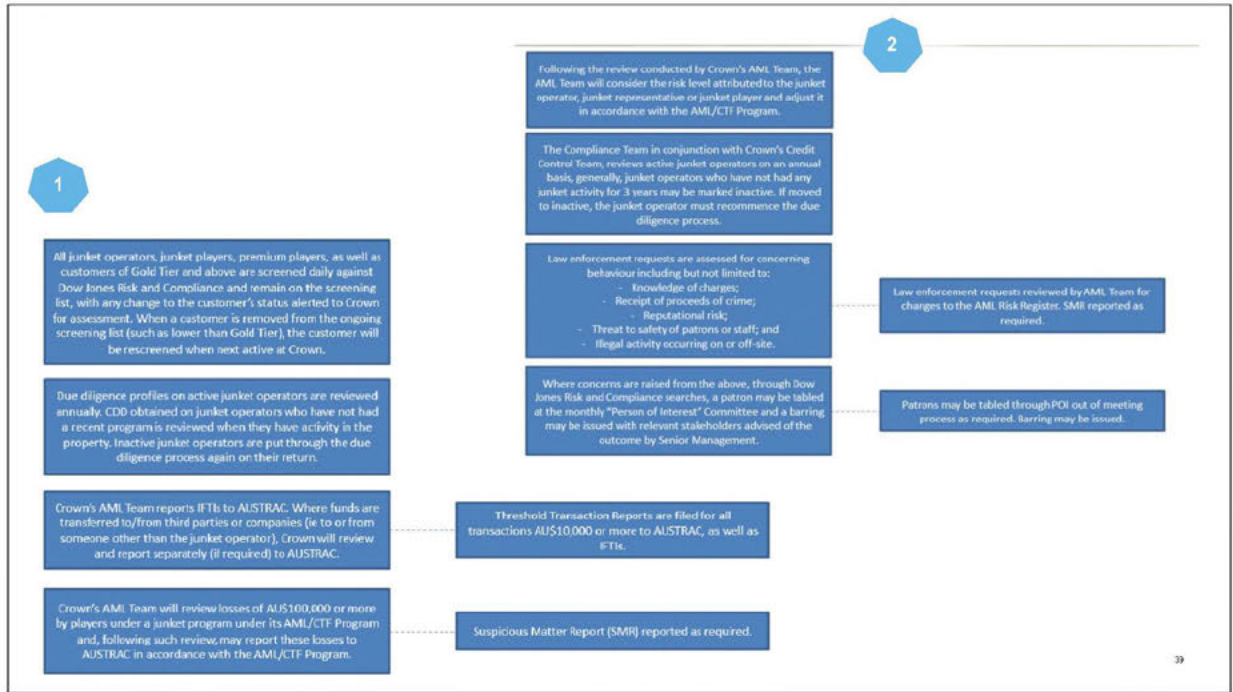 1
All junket operators, junket players, premium players, as well as
customers of Gold Tier and above are screened daily against
Dow Jones Risk and Compliance and remain on the screening
list, with any change to the customer's status alerted to Crown
for assessment. When a customer is removed from the ongoing
screening list (such as lower than Gold Tier), the customer will
be rescreened when next active at Crown.
Due diligence profiles on active junket operators are reviewed
annually. CDD obtained on junket operators who have not had
a recent program is reviewed when they have activity in the
property. Inactive junket operators are put through the due
diligence process again on their return.
Crown's AML Team reports IFTIs to AUSTRAC. Where funds are
transferred to/from third parties or companies (ie to or from
someone other than the junket operator), Crown will review
and report separately (if required) to AUSTRAC.
Threshold Transaction Reports are filed for all
transactions AU$10,000 or more to AUSTRAC, as well as
IFTIs.
Crown's AML Team will review losses of AU$100,000 or more
by players under a junket program under its AML/CTF Program
and, following such review, may report these losses to
AUSTRAC in accordance with the AML/CTF Program.
Suspicious Matter Report (SMR) reported as required.
2
Following the review conducted by Crown's AML Team, the
AML Team will consider the risk level attributed to the junket
operator, junket representative or junket player and adjust it
in accordance with the AML/CTF Program.
The Compliance Team in conjunction with Crown's Credit
Control Team, reviews active junket operators on an annual
basis, generally, junket operators who have not had any
junket activity for 3 years may be marked inactive. If moved
to inactive, the junket operator must recommence the due
diligence process.
Law enforcement requests are assessed for concerning
behaviour including but not limited to:
- Knowledge of charges;
- Receipt of proceeds of crime;
- Reputational risk;
- Threat to safety of patrons or staff; and
- Illegal activity occurring on or off-site.
Law enforcement requests reviewed by AML Team for
changes to the AML Risk Register. SMR reported as
required.
Where concerns are raised from the above, through Dow
Jones Risk and Compliance searches, a patron may be tabled
at the monthly "Person of Interest" Committee and a barring
may be issued with relevant stakeholders advised of the
outcome by Senior Management.
Patrons may be tabled through POI out of meeting
process as required. Barring may be issued.
39